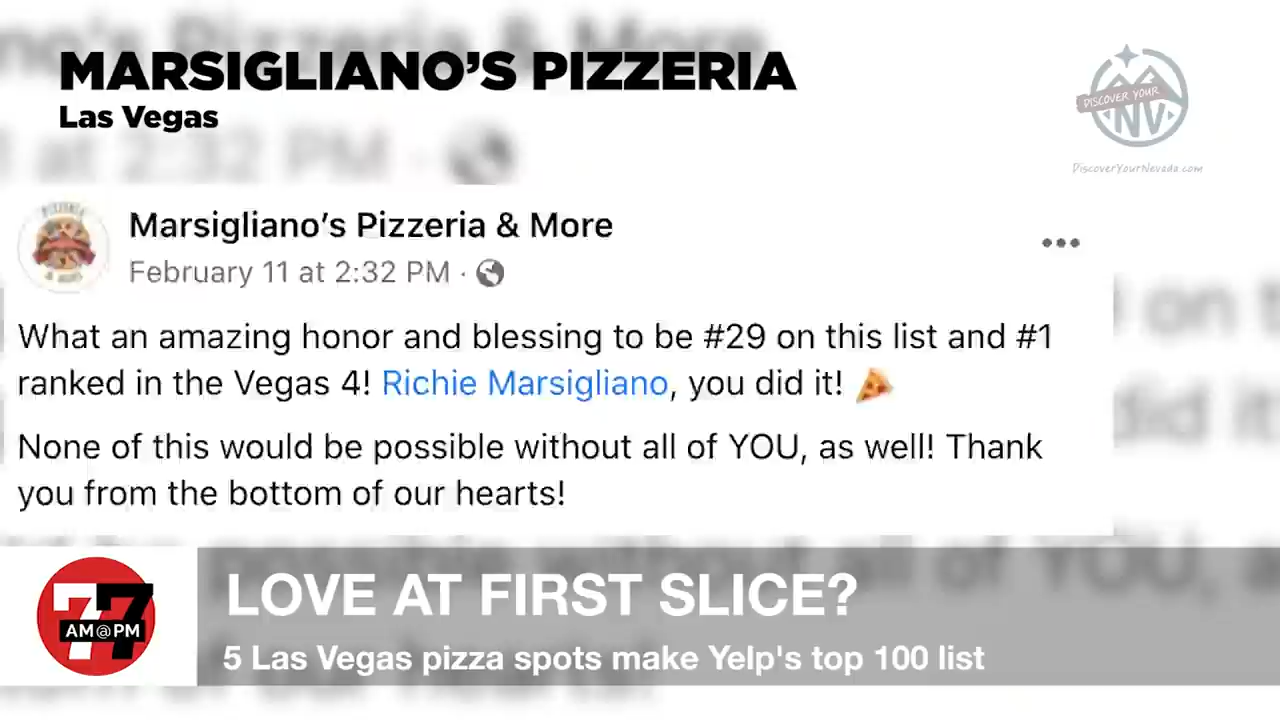 MARSIGLIANO’S PIZZERIA
Las Vegas
DISCOVER YOUR
NV
DiscoverYourNevada.com
Marsigliano’s Pizzeria & More
February 11 at 2:32 PM ·
What an amazing honor and blessing to be #29 on this list and #1
ranked in the Vegas 4! Richie Marsigliano, you did it! 🍕
None of this would be possible without all of YOU, as well! Thank
you from the bottom of our hearts!
77
AM@PM
LOVE AT FIRST SLICE?
5 Las Vegas pizza spots make Yelp's top 100 list